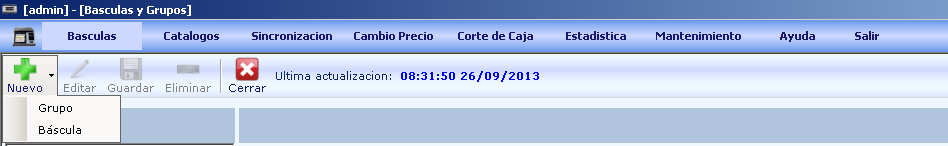 [admin] - [Basculas y Grupos]
Basculas Catalogos Sincronizacion Cambio Precio Corte de Caja Estadistica Mantenimiento Ayuda Salir
Nuevo Editar Guardar Eliminar Cerrar Ultima actualizacion: 08:31:50 26/09/2013
Grupo
Báscula